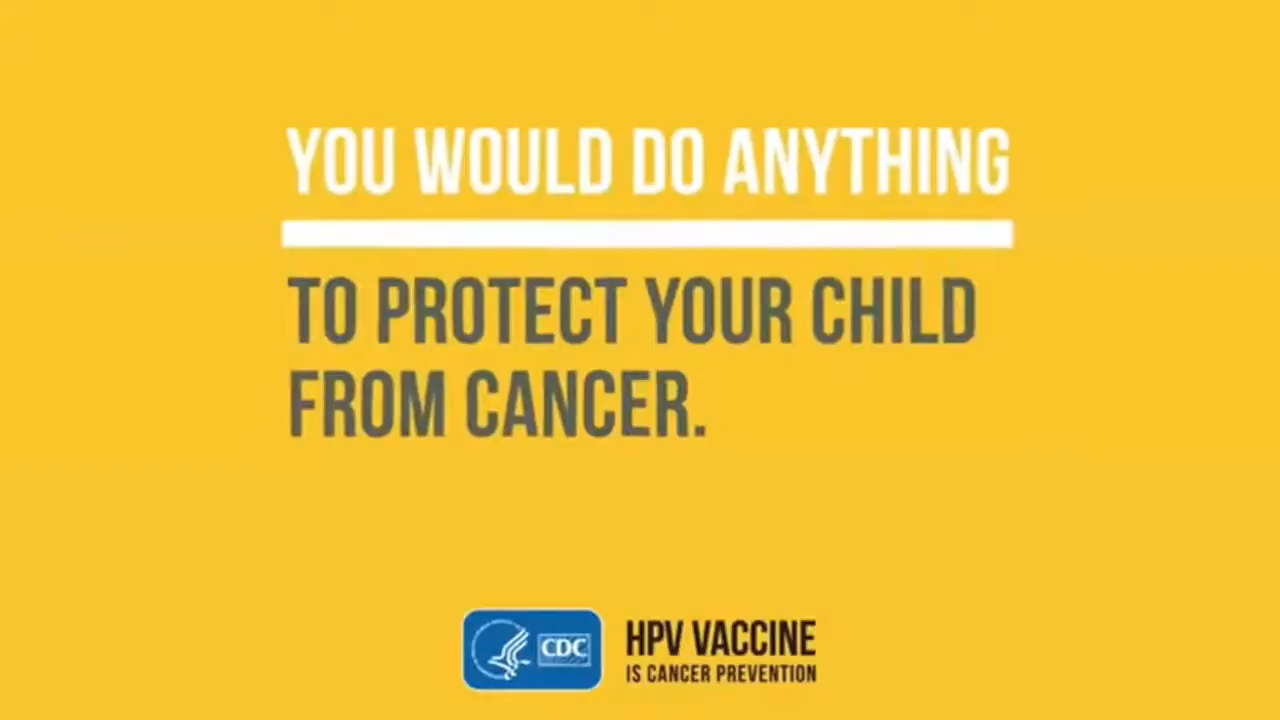 YOU WOULD DO ANYTHING
TO PROTECT YOUR CHILD
FROM CANCER.
CDC
HPV VACCINE
IS CANCER PREVENTION